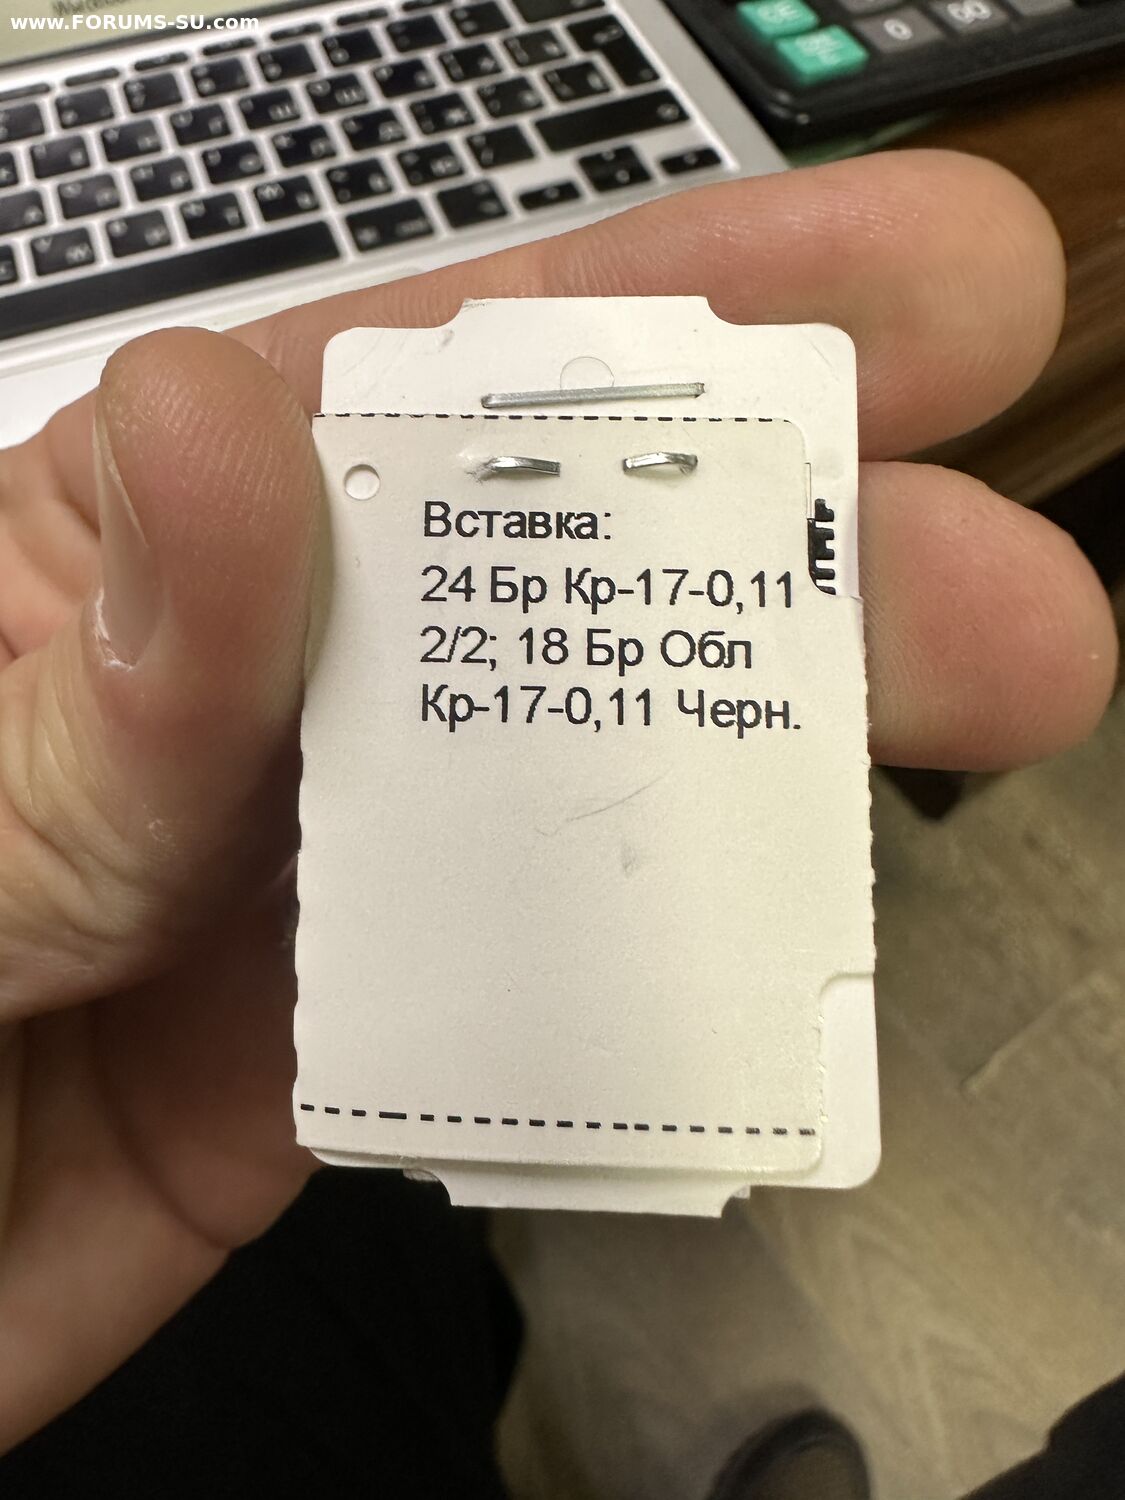 www.FORUMS-SU.com
Вставка:
24 Бр Кр-17-0,11
2/2; 18 Бр Обл
Кр-17-0,11 Черн.